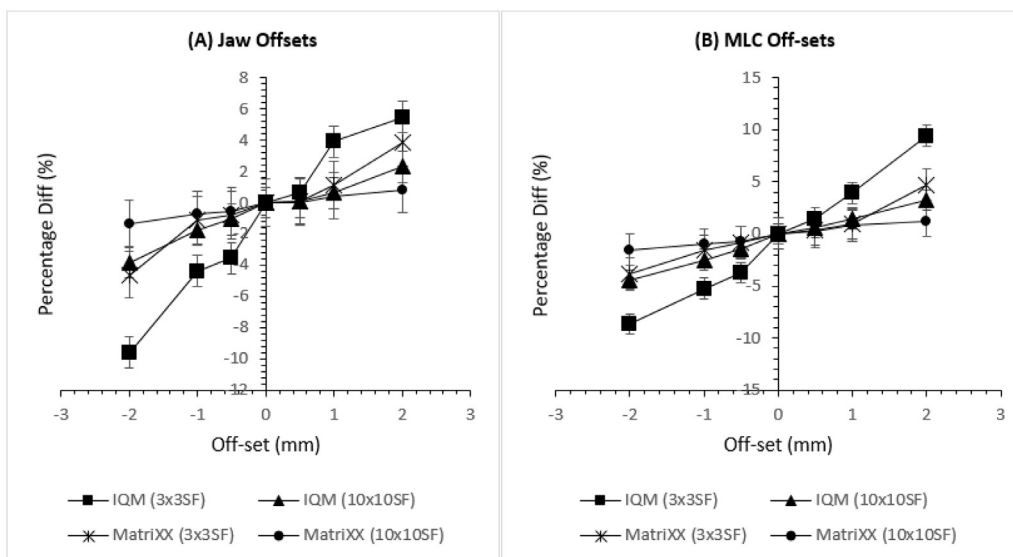 (A) Jaw Offsets
Percentage Diff (%)
8
6
4
2
0
-2
-4
-6
-8
-10
-12
-3 -2 -1 0 1 2 3
Off-set (mm)
IQM (3x3SF) IQM (10x10SF)
MatriXX (3x3SF) MatriXX (10x10SF)
(B) MLC Off-sets
Percentage Diff (%)
15
10
5
0
-5
-10
-15
-3 -2 -1 0 1 2 3
Off-set (mm)
IQM (3x3SF) IQM (10x10SF)
MatriXX (3x3SF) MatriXX (10x10SF)